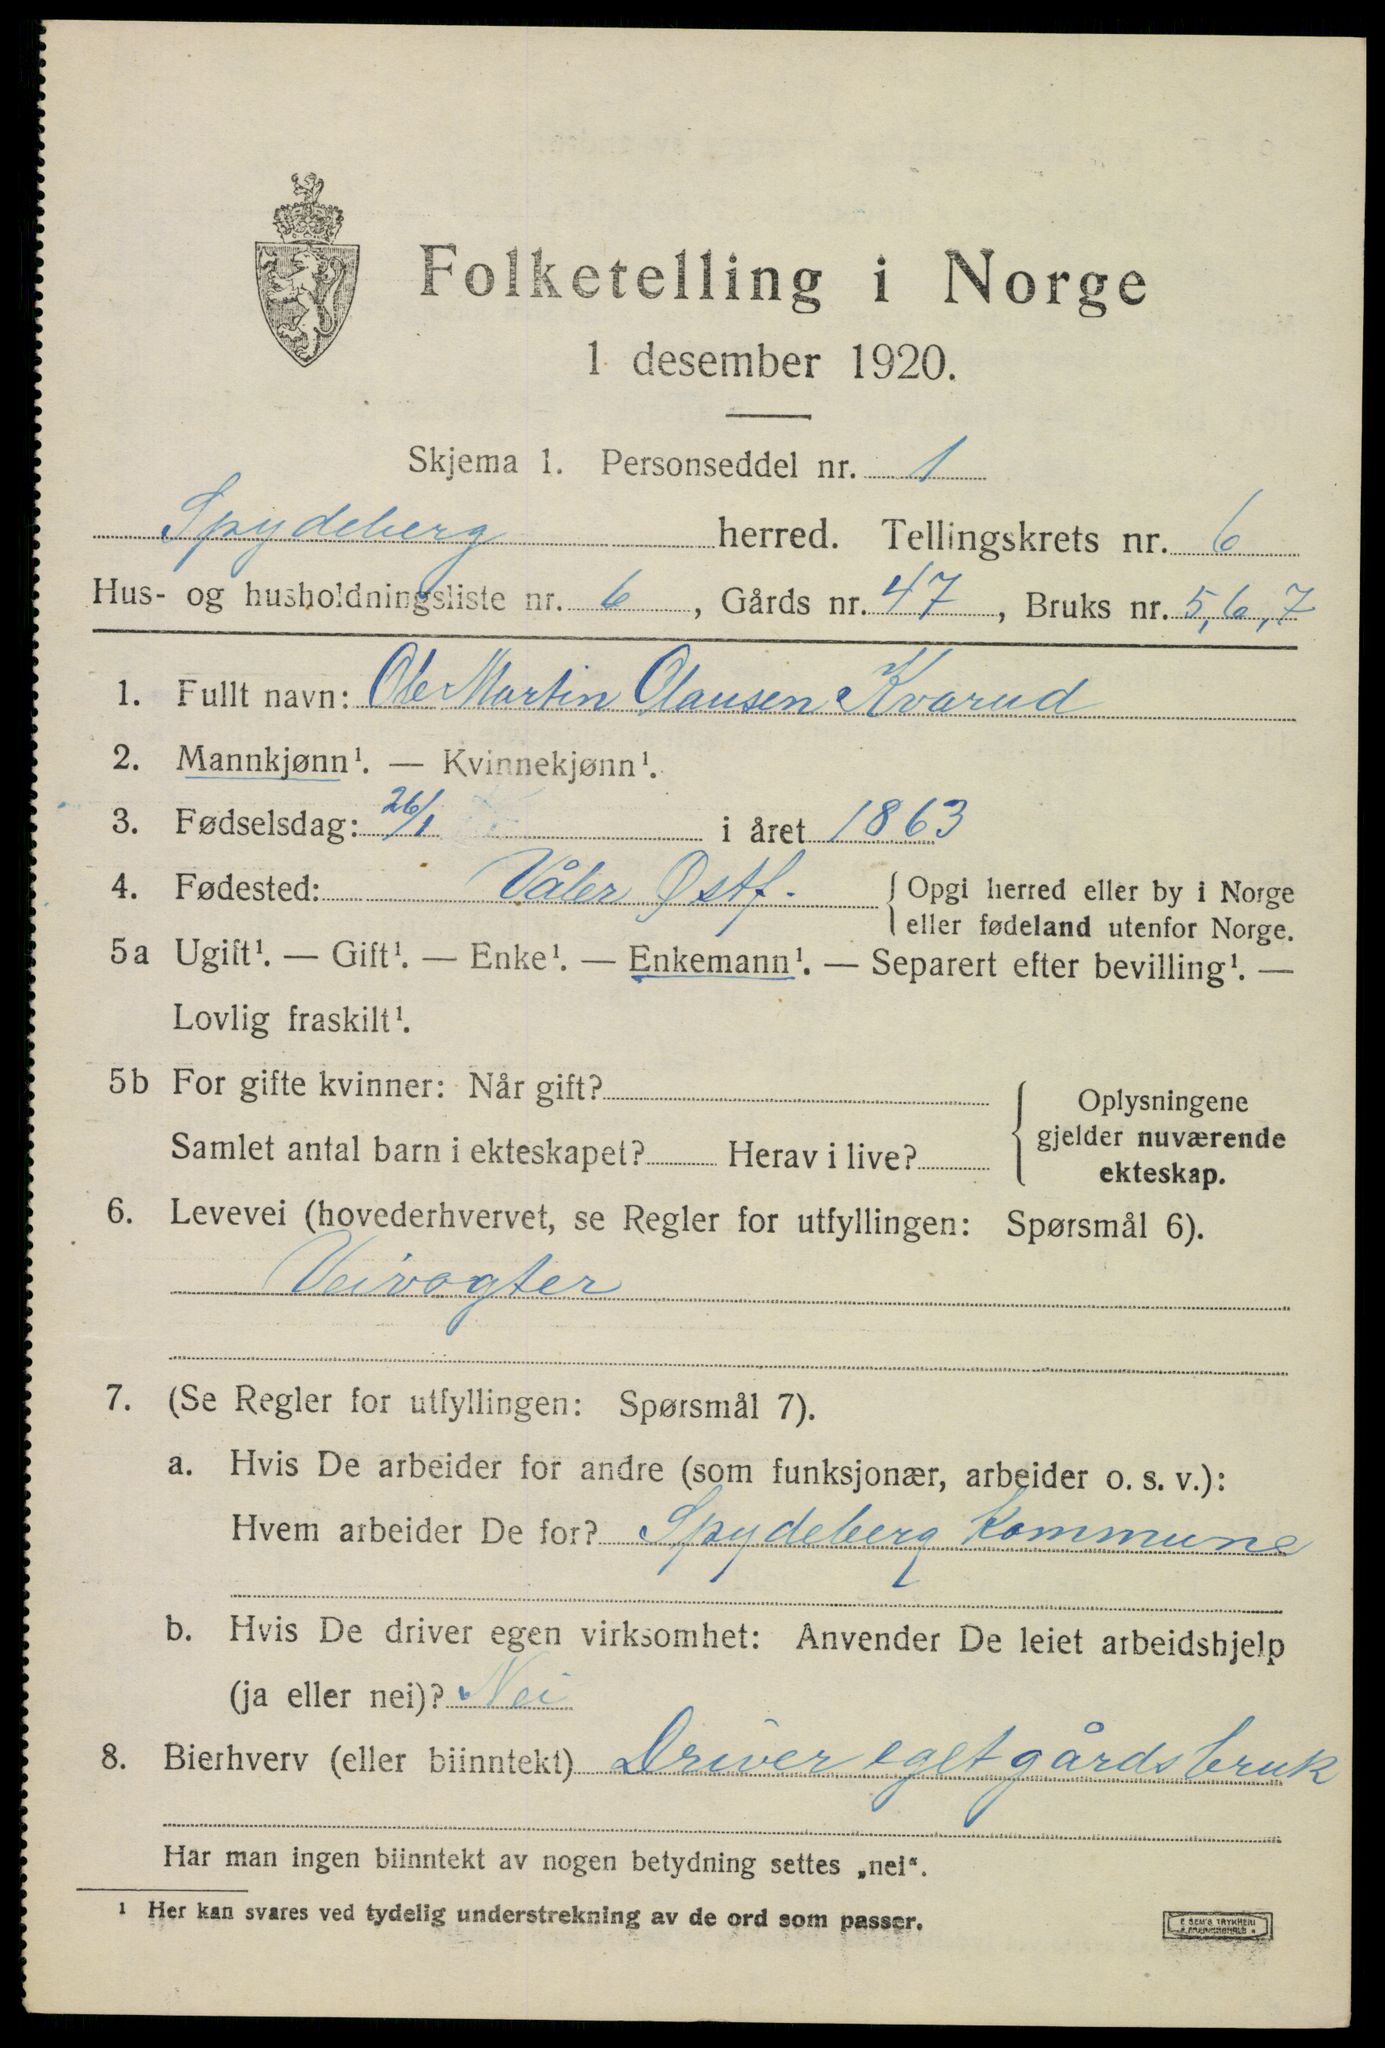 Folketelling i Norge
1 desember 1920.
Skjema 1. Personseddel nr. 1
Spydeberg herred. Tellingskrets nr. 6
Hus- og husholdningsliste nr. 6, Gårds nr. 47, Bruks nr. 5, 6, 7
1. Fullt navn: Ole Martin Olausen Kvarud
2. Mannkjønn¹. — Kvinnekjønn¹.
3. Fødselsdag: 26/1 i året 1863
4. Fødested: Våler Østf. { Opgi herred eller by i Norge
eller fødeland utenfor Norge.
5a Ugift¹. — Gift¹. — Enke¹. — Enkemann¹. — Separert efter bevilling¹. —
Lovlig fraskilt¹.
5b For gifte kvinner: Når gift? { Oplysningene
gjelder nuværende
Samlet antal barn i ekteskapet? Herav i live?
ekteskap.
6. Levevei (hovederhvervet, se Regler for utfyllingen: Spørsmål 6).
Veivogter
7. (Se Regler for utfyllingen: Spørsmål 7).
a. Hvis De arbeider for andre (som funksjonær, arbeider o. s. v.):
Hvem arbeider De for? Spydeberg Kommune
b. Hvis De driver egen virksomhet: Anvender De leiet arbeidshjelp
(ja eller nei)? Nei
8. Bierhverv (eller biinntekt) Driver eget gårdsbruk
Har man ingen biinntekt av nogen betydning settes „nei“.
¹ Her kan svares ved tydelig understrekning av de ord som passer.
E SEM'S TRYKKERI